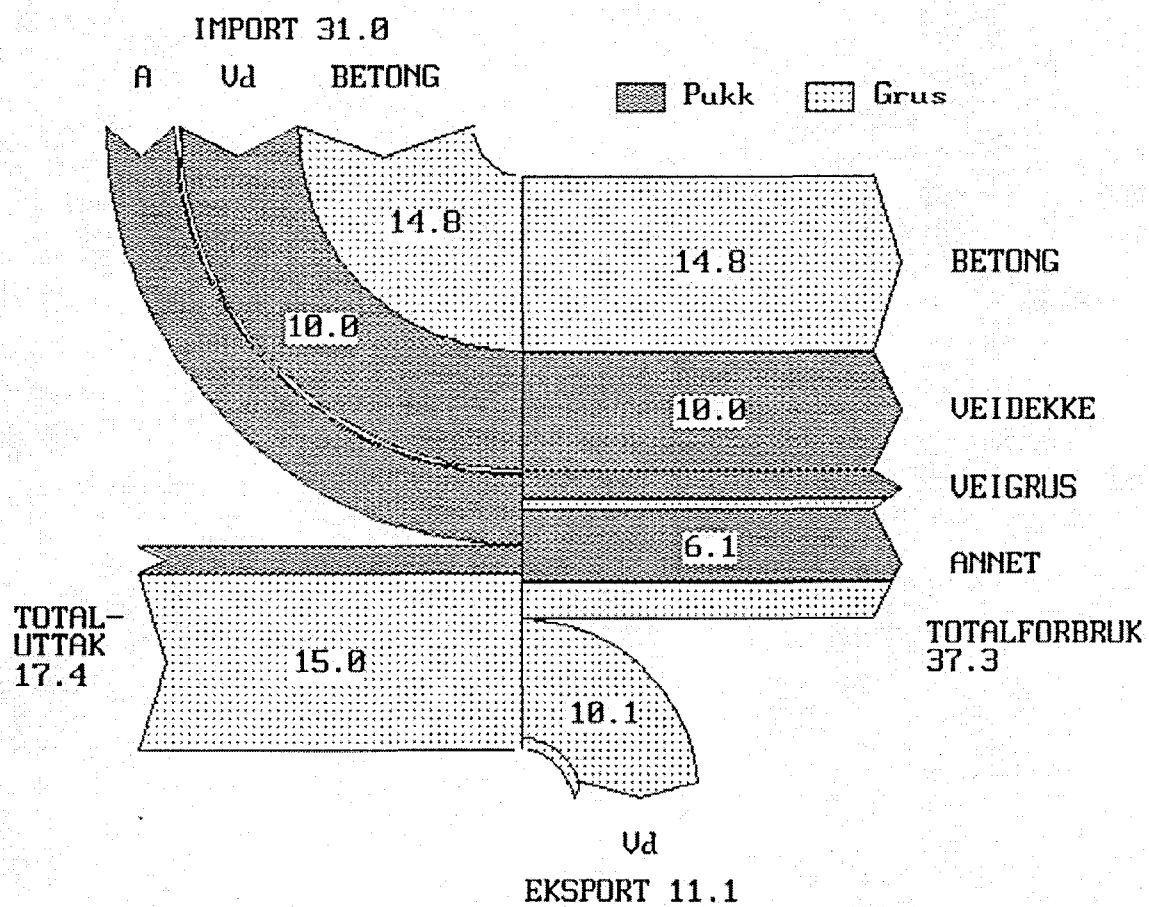 IMPORT 31.0
A Vd BETONG
Pukk Grus
14.8
14.8
BETONG
10.0
10.0
VEIDEKKE
VEIGRUS
6.1
ANNET
TOTAL-
UTTAK
17.4
15.0
TOTALFORBRUK
37.3
10.1
Vd
EKSPORT 11.1